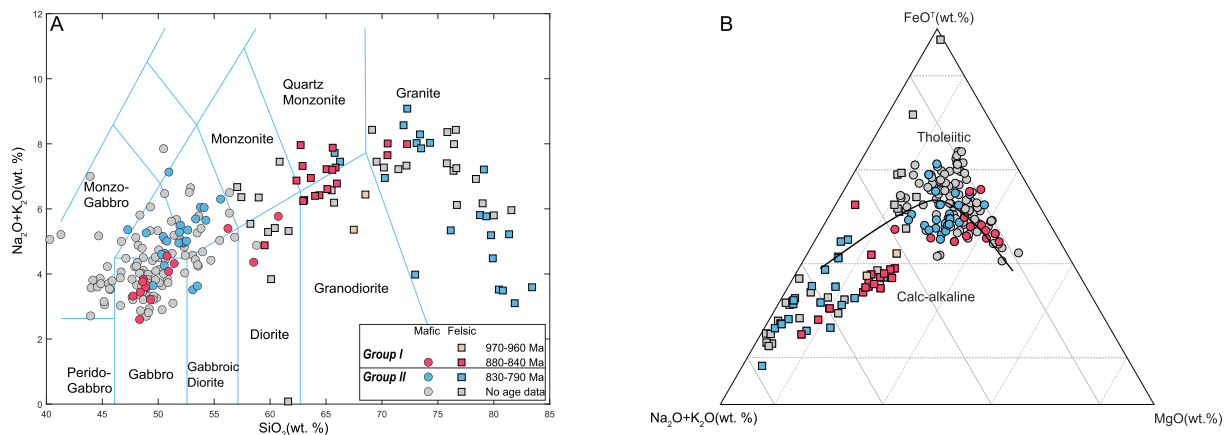 A
Na₂O+K₂O(wt. %)
12
10
8
6
4
2
0
40
45
50
55
60
65
70
75
80
85
SiO₂(wt. %)
Quartz
Monzonite
Granite
Monzonite
Monzo-
Gabbro
Granodiorite
Diorite
Perido-
Gabbro
Gabbro
Gabbroic
Diorite
Mafic Felsic
970-960 Ma
Group I
880-840 Ma
Group II 830-790 Ma
No age data
B
FeOᵀ(wt.%)
Tholeiitic
Calc-alkaline
Na₂O+K₂O(wt. %)
MgO(wt.%)